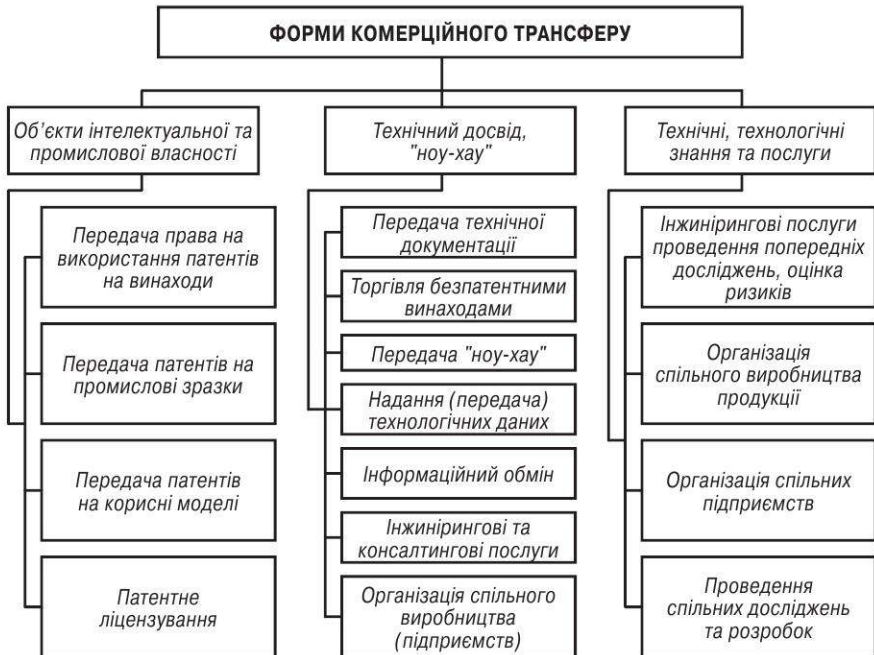 ФОРМИ КОМЕРЦІЙНОГО ТРАНСФЕРУ
Об’єкти інтелектуальної та
промислової власності
Передача права на
використання патентів
на винаходи
Передача патентів на
промислові зразки
Передача патентів
на корисні моделі
Патентне
ліцензування
Технічний досвід,
"ноу-хау"
Передача технічної
документації
Торгівля безпатентними
винаходами
Передача "ноу-хау"
Надання (передача)
технологічних даних
Інформаційний обмін
Інжинірингові та
консалтингові послуги
Організація спільного
виробництва
(підприємств)
Технічні, технологічні
знання та послуги
Інжинірингові послуги
проведення попередніх
досліджень, оцінка
ризиків
Організація
спільного виробництва
продукції
Організація спільних
підприємств
Проведення
спільних досліджень
та розробок